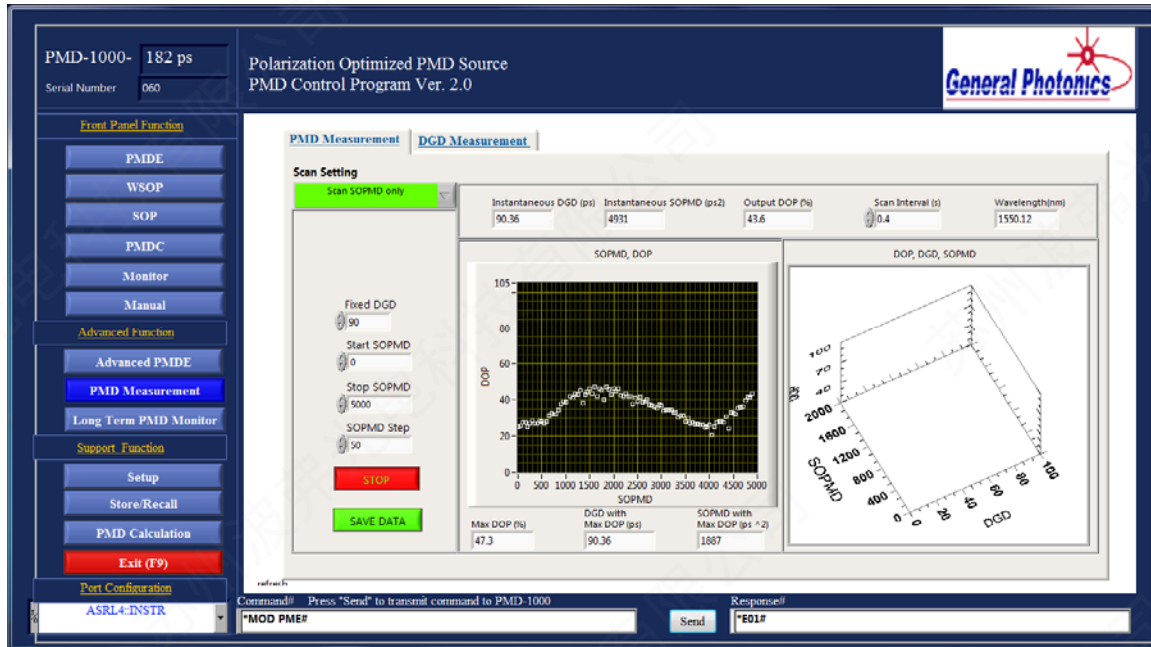 PMD-1000- 182 ps
Serial Number 060
Polarization Optimized PMD Source
PMD Control Program Ver. 2.0
General Photonics
Front Panel Function
PMDE
WSOP
SOP
PMDC
Monitor
Manual
Advanced Function
Advanced PMDE
PMD Measurement
Long Term PMD Monitor
Support Function
Setup
Store/Recall
PMD Calculation
Exit (F9)
Port Configuration
ASRL4::INSTR
PMD Measurement
DGD Measurement
Scan Setting
Scan SOPMD only
Fixed DGD
90
Start SOPMD
0
Stop SOPMD
5000
SOPMD Step
50
STOP
SAVE DATA
Instantaneous DGD (ps) Instantaneous SOPMD (ps2) Output DOP (%) Scan Interval (s) Wavelength(nm)
90.36 4931 43.6 0.4 1550.12
SOPMD, DOP
105
80
60
40
20
0
DOP
0 500 1000 1500 2000 2500 3000 3500 4000 4500 5000
SOPMD
Max DOP (%)
47.3
DGD with
Max DOP (ps)
90.36
SOPMD with
Max DOP (ps ^2)
1887
DOP, DGD, SOPMD
100
70
40
2000
1600
1200
800
400
0
SOPMD
0 20 40 60 80 100
DGD
refresh
Command# Press "Send" to transmit command to PMD-1000
*MOD PME#
Send
Response#
*E01#